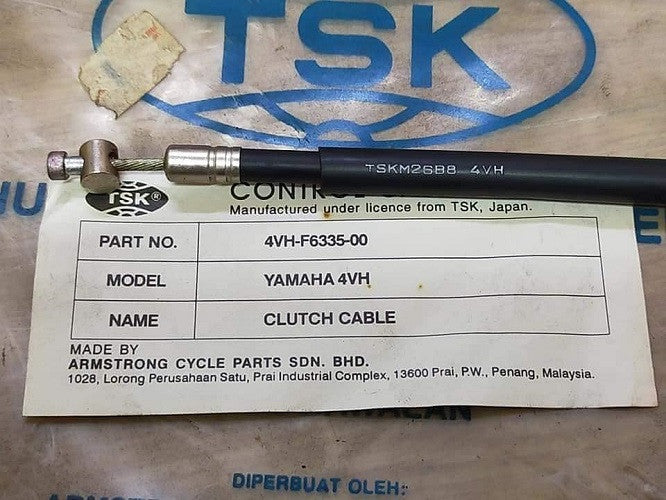 TSK
TSKM26B8 4VH
TSK®
Manufactured under licence from TSK, Japan.
PART NO. 4VH-F6335-00
MODEL YAMAHA 4VH
NAME CLUTCH CABLE
MADE BY
ARMSTRONG CYCLE PARTS SDN. BHD.
1028, Lorong Perusahaan Satu, Prai Industrial Complex, 13600 Prai, P.W., Penang, Malaysia.
DIPERBUAT OLEH: